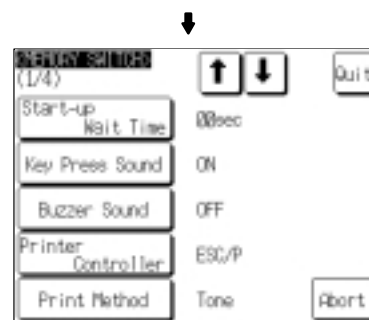 <MEMORY SWITCH>
(1/4)
Quit
Start-up
Wait Time
00sec
Key Press Sound
ON
Buzzer Sound
OFF
Printer
Controller
ESC/P
Print Method
Tone
Abort